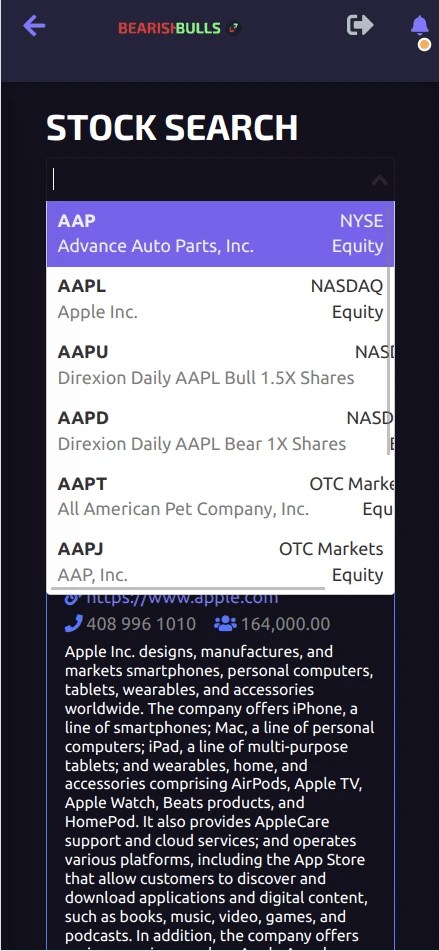 BEARISHBULLS
STOCK SEARCH
AAP NYSE
Advance Auto Parts, Inc. Equity
AAPL NASDAQ
Apple Inc. Equity
AAPU NASD
Direxion Daily AAPL Bull 1.5X Shares
AAPD NASD
Direxion Daily AAPL Bear 1X Shares E
AAPT OTC Marke
All American Pet Company, Inc. Equ
AAPJ OTC Markets
AAP, Inc. Equity
https://www.apple.com
408 996 1010 164,000.00
Apple Inc. designs, manufactures, and
markets smartphones, personal computers,
tablets, wearables, and accessories
worldwide. The company offers iPhone, a
line of smartphones; Mac, a line of personal
computers; iPad, a line of multi-purpose
tablets; and wearables, home, and
accessories comprising AirPods, Apple TV,
Apple Watch, Beats products, and
HomePod. It also provides AppleCare
support and cloud services; and operates
various platforms, including the App Store
that allow customers to discover and
download applications and digital content,
such as books, music, video, games, and
podcasts. In addition, the company offers